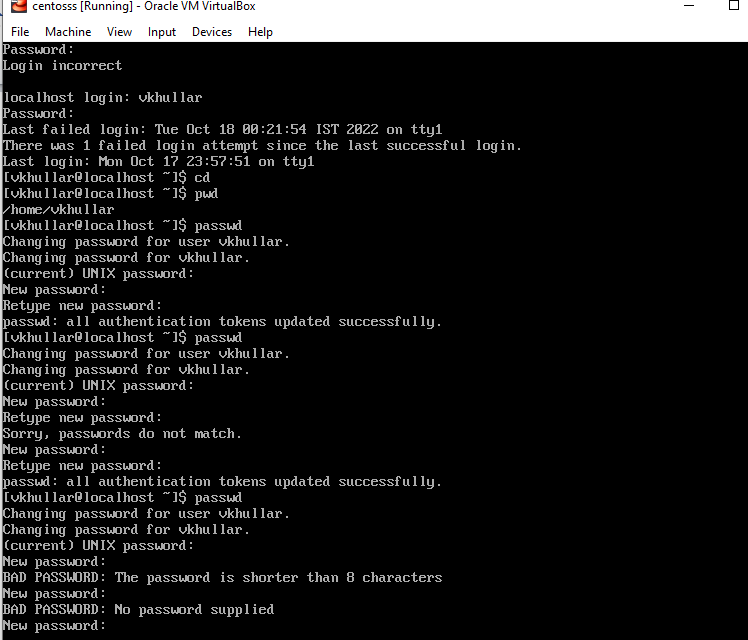 centosss [Running] - Oracle VM VirtualBox
File Machine View Input Devices Help
Password:
Login incorrect
localhost login: vkhullar
Password:
Last failed login: Tue Oct 18 00:21:54 IST 2022 on tty1
There was 1 failed login attempt since the last successful login.
Last login: Mon Oct 17 23:57:51 on tty1
[vkhullar@localhost ~]$ cd
[vkhullar@localhost ~]$ pwd
/home/vkhullar
[vkhullar@localhost ~]$ passwd
Changing password for user vkhullar.
Changing password for vkhullar.
(current) UNIX password:
New password:
Retype new password:
passwd: all authentication tokens updated successfully.
[vkhullar@localhost ~]$ passwd
Changing password for user vkhullar.
Changing password for vkhullar.
(current) UNIX password:
New password:
Retype new password:
Sorry, passwords do not match.
New password:
Retype new password:
passwd: all authentication tokens updated successfully.
[vkhullar@localhost ~]$ passwd
Changing password for user vkhullar.
Changing password for vkhullar.
(current) UNIX password:
New password:
BAD PASSWORD: The password is shorter than 8 characters
New password:
BAD PASSWORD: No password supplied
New password: